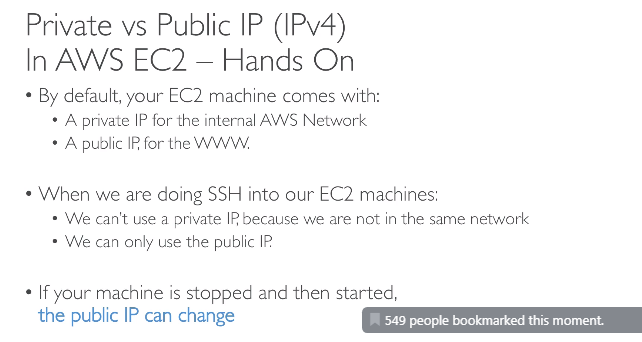 Private vs Public IP (IPv4)
In AWS EC2 – Hands On
• By default, your EC2 machine comes with:
• A private IP for the internal AWS Network
• A public IP, for the WWW.
• When we are doing SSH into our EC2 machines:
• We can't use a private IP, because we are not in the same network
• We can only use the public IP.
• If your machine is stopped and then started,
the public IP can change
549 people bookmarked this moment.